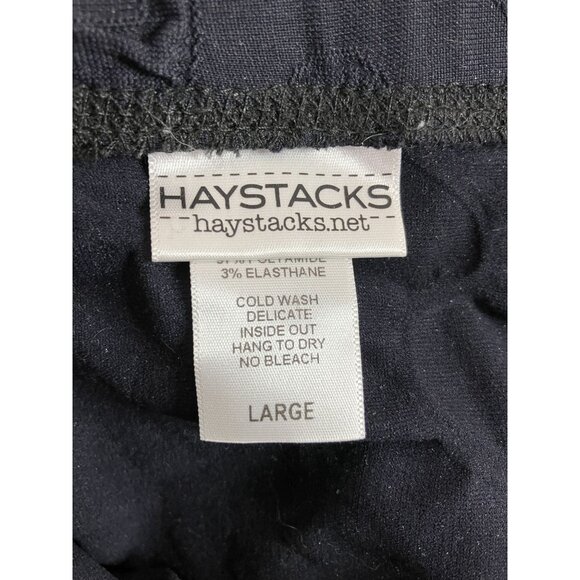 HAYSTACKS
haystacks.net
3% ELASTHANE
COLD WASH
DELICATE
INSIDE OUT
HANG TO DRY
NO BLEACH
LARGE